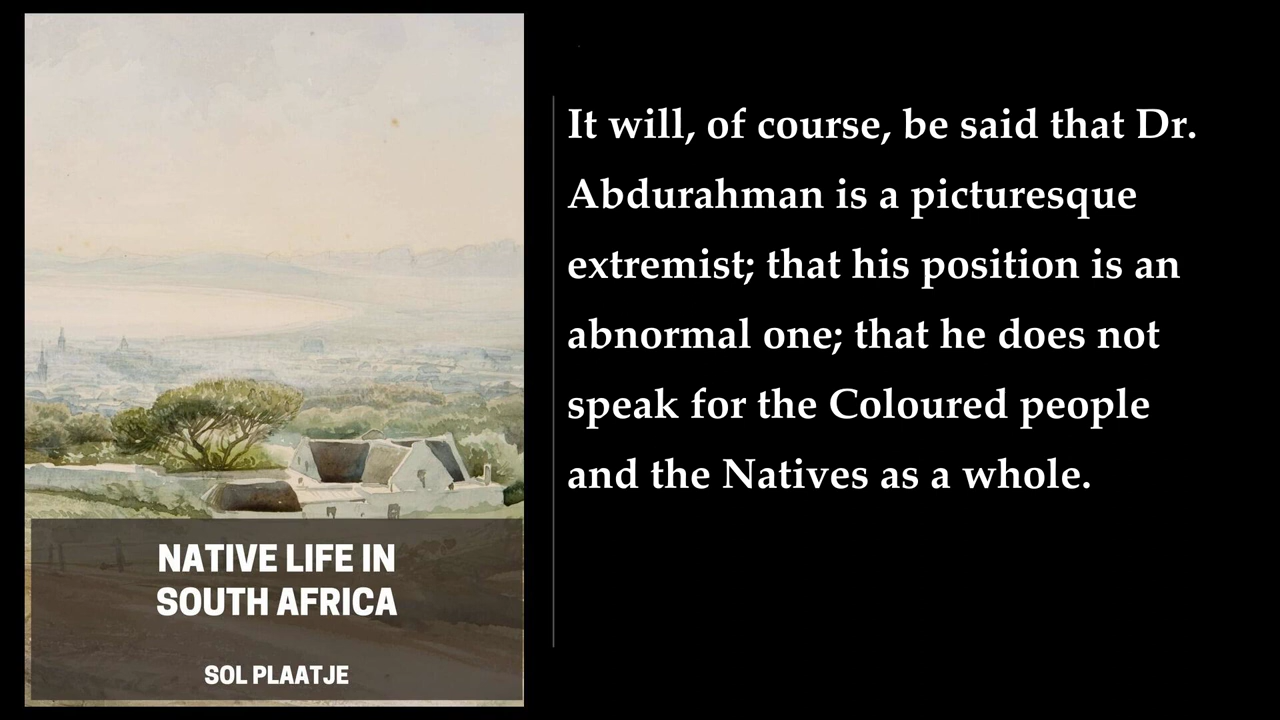 NATIVE LIFE IN
SOUTH AFRICA
SOL PLAATJE
It will, of course, be said that Dr.
Abdurahman is a picturesque
extremist; that his position is an
abnormal one; that he does not
speak for the Coloured people
and the Natives as a whole.